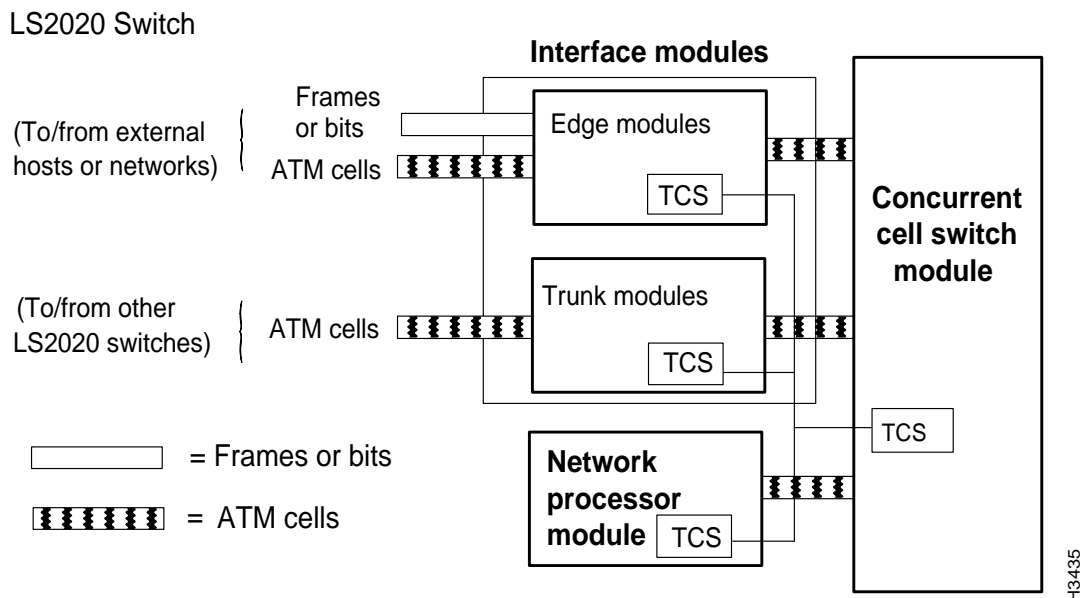 LS2020 Switch
Interface modules
Frames
or bits
(To/from external
hosts or networks)
ATM cells
Edge modules
TCS
Concurrent
cell switch
module
(To/from other
LS2020 switches)
ATM cells
Trunk modules
TCS
TCS
= Frames or bits
= ATM cells
Network
processor
module
TCS
H3435